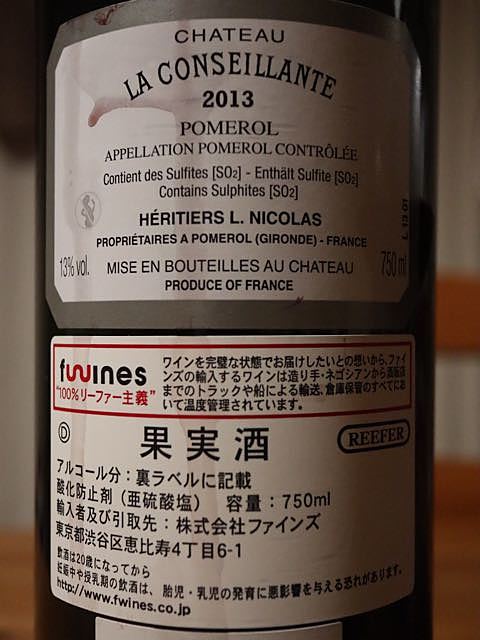 CHATEAU
LA CONSEILLANTE
2013
POMEROL
APPELLATION POMEROL CONTRÔLÉE
Contient des Sulfites [SO₂] - Enthält Sulfite [SO₂]
Contains Sulphites [SO₂]
HÉRITIERS L. NICOLAS
PROPRIÉTAIRES A POMEROL (GIRONDE) - FRANCE
13% vol. MISE EN BOUTEILLES AU CHATEAU 750 ml
PRODUCE OF FRANCE
L 13 01
fwines
"100%リーファー主義"
ワインを完璧な状態でお届けしたいとの想いから、ファイ
ンズの輸入するワインは造り手・ネゴシアンから酒販店
までのトラックや船による輸送、倉庫保管のすべてにお
いて温度管理されています。
D
果実酒
REEFER
アルコール分：裏ラベルに記載
酸化防止剤（亜硫酸塩） 容量：750ml
輸入者及び引取先：株式会社ファインズ
東京都渋谷区恵比寿4丁目6-1
飲酒は20歳になってから
妊娠中や授乳期の飲酒は、胎児・乳児の発育に悪影響を与える恐れがあります。
http://www.fwines.co.jp